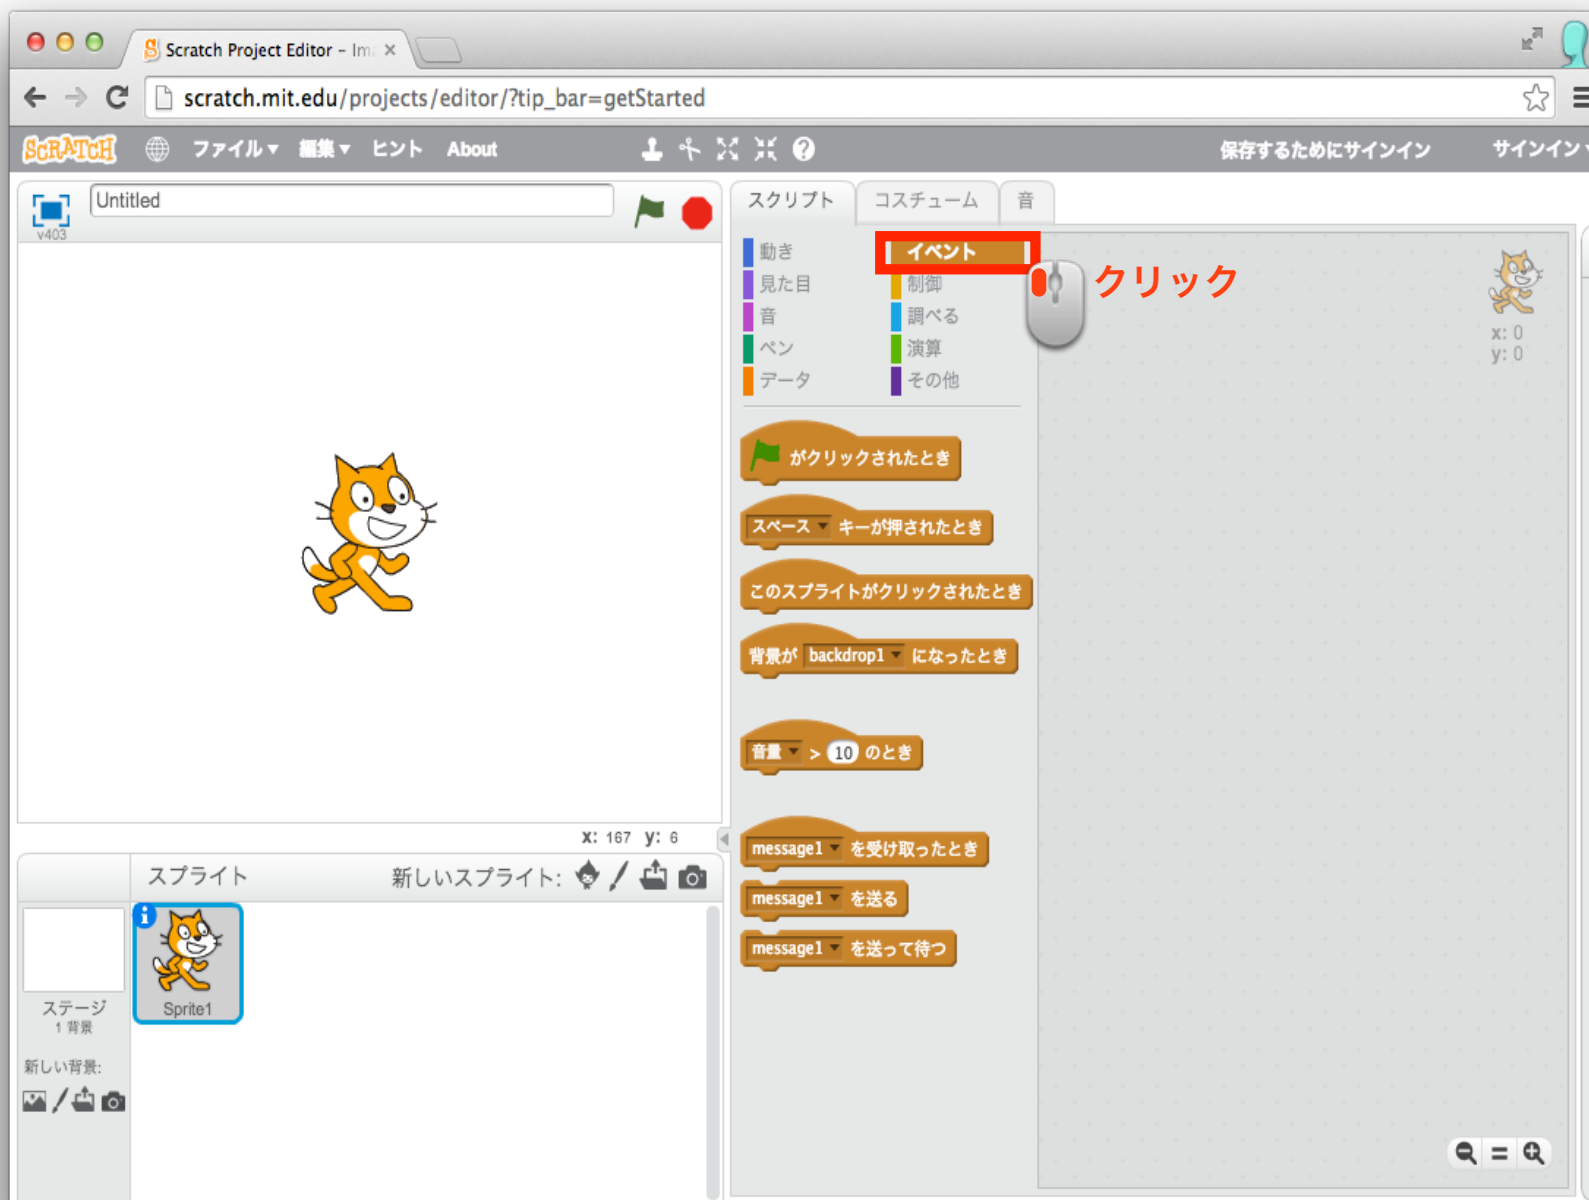 Scratch Project Editor – Im
scratch.mit.edu/projects/editor/?tip_bar=getStarted
SCRATCH ファイル▼ 編集▼ ヒント About 保存するためにサインイン サインイン
v403
Untitled
スクリプト コスチューム 音
動き イベント
見た目 制御
音 調べる
ペン 演算
データ その他
クリック
x: 0
y: 0
がクリックされたとき
スペース キーが押されたとき
このスプライトがクリックされたとき
背景が backdrop1 になったとき
音量 > 10 のとき
message1 を受け取ったとき
message1 を送る
message1 を送って待つ
x: 167 y: 6
スプライト 新しいスプライト:
Sprite1
ステージ
1 背景
新しい背景: